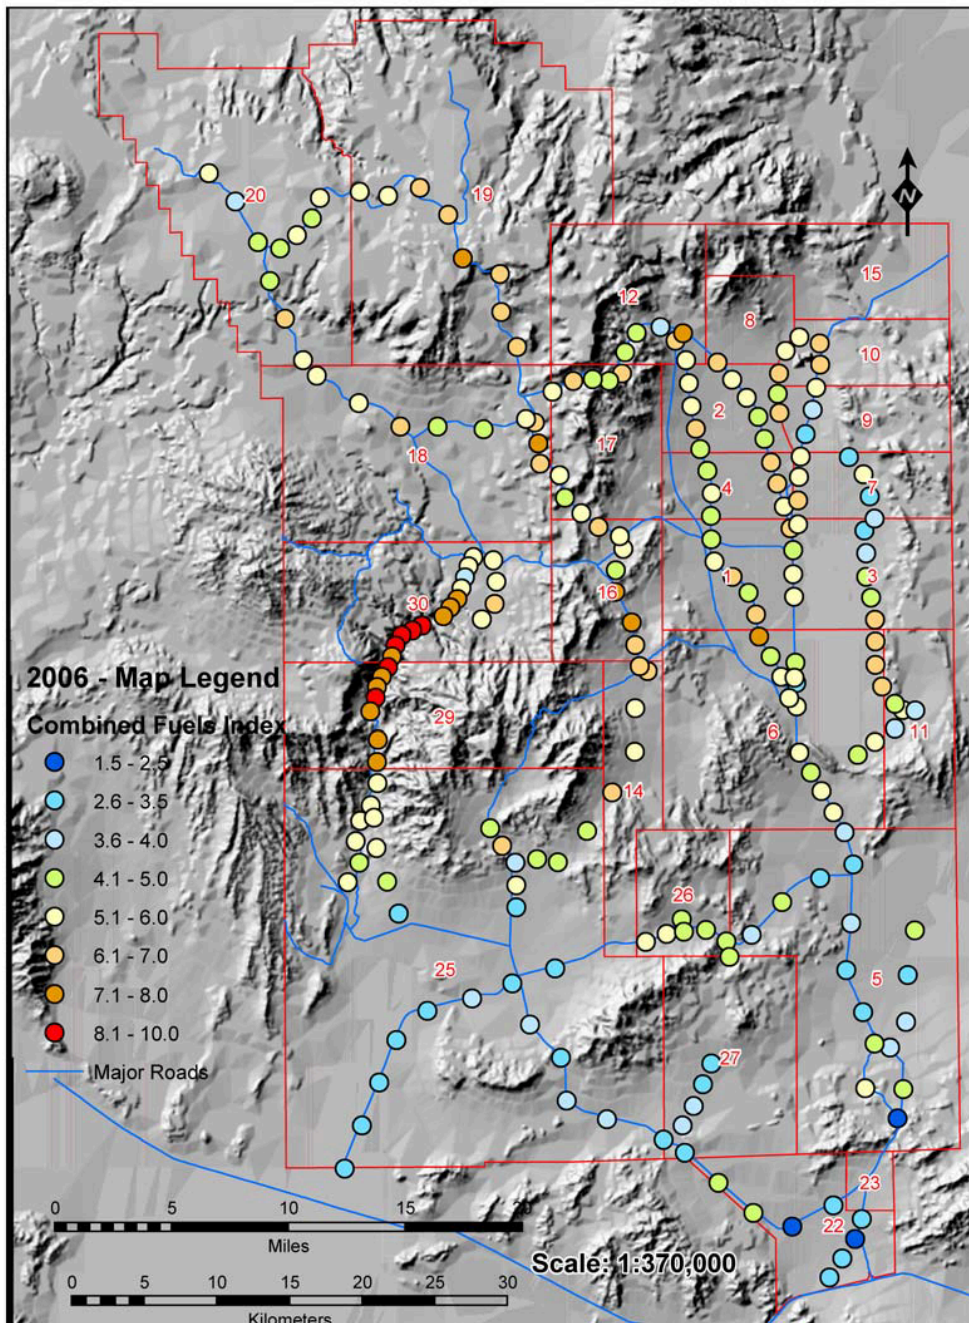 N
20
19
15
12
8
10
2
9
17
18
7
4
1
3
16
30
2006 - Map Legend
Combined Fuels Index
29
11
6
1.5 - 2.5
2.6 - 3.5
14
3.6 - 4.0
4.1 - 5.0
26
5.1 - 6.0
6.1 - 7.0
25
5
7.1 - 8.0
8.1 - 10.0
27
Major Roads
23
0 5 10 15 20
22
Miles
Scale: 1:370,000
0 5 10 15 20 25 30
Kilometers